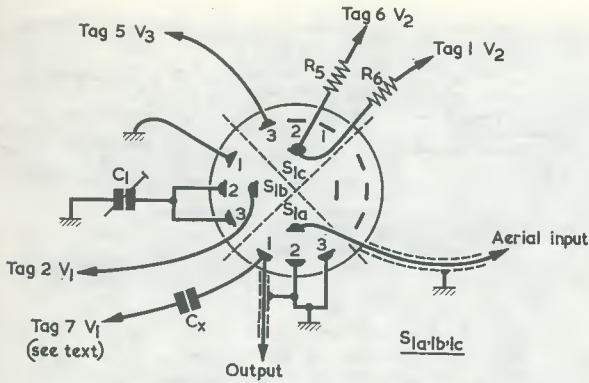 Tag 6 V2
Tag 5 V3
Tag 1 V2
R5
R6
3
2
1
1
S1c
C1
2
S1b
3
S1a
1
2
3
Aerial input
Tag 2 V1
Cx
Tag 7 V1
(see text)
Output
S1a·1b·1c